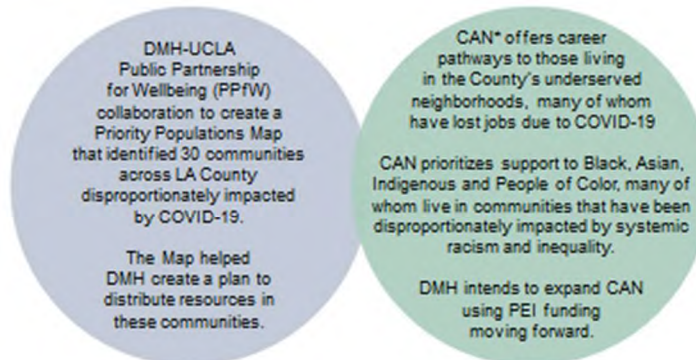 DMH-UCLA
Public Partnership
for Wellbeing (PPfW)
collaboration to create a
Priority Populations Map
that identified 30 communities
across LA County
disproportionately impacted
by COVID-19.
The Map helped
DMH create a plan to
distribute resources in
these communities.
CAN* offers career
pathways to those living
in the County's underserved
neighborhoods, many of whom
have lost jobs due to COVID-19
CAN prioritizes support to Black, Asian,
Indigenous and People of Color, many of
whom live in communities that have been
disproportionately impacted by systemic
racism and inequality.
DMH intends to expand CAN
using PEI funding
moving forward.